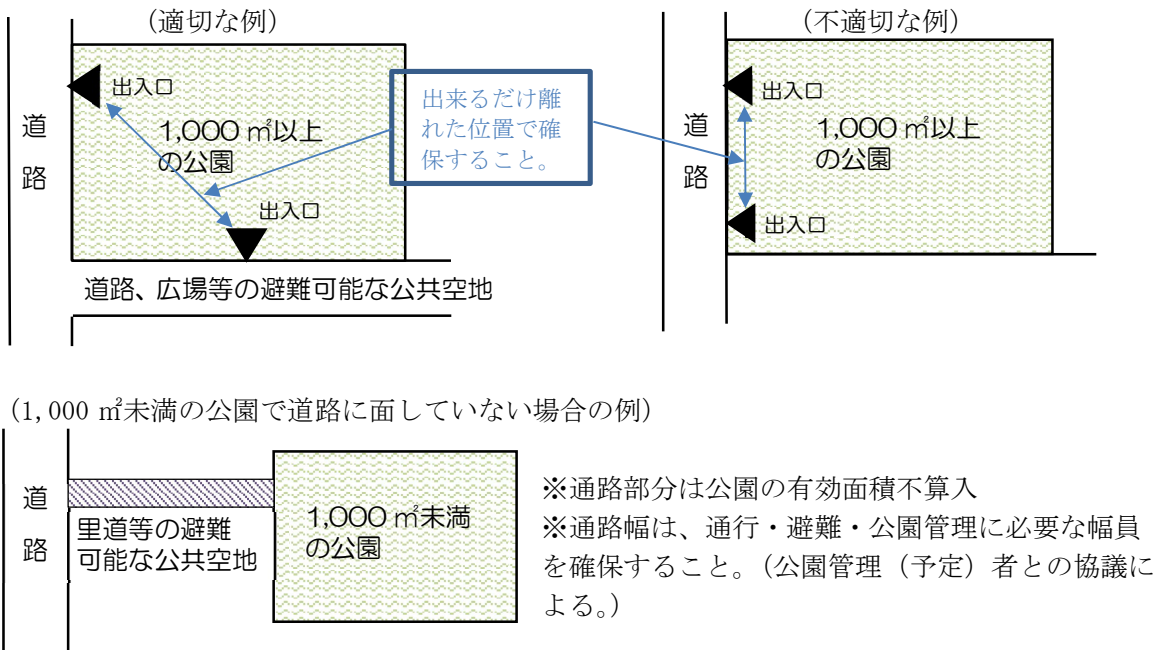 (適切な例)
道
路
出入口
1,000 ㎡以上
の公園
出入口
道路、広場等の避難可能な公共空地
出来るだけ離
れた位置で確
保すること。
(不適切な例)
道
路
出入口
1,000 ㎡以上
の公園
出入口
(1,000 ㎡未満の公園で道路に面していない場合の例)
道
路
里道等の避難
可能な公共空地
1,000 ㎡未満
の公園
※通路部分は公園の有効面積不算入
※通路幅は、通行・避難・公園管理に必要な幅員
を確保すること。(公園管理(予定)者との協議に
よる。)